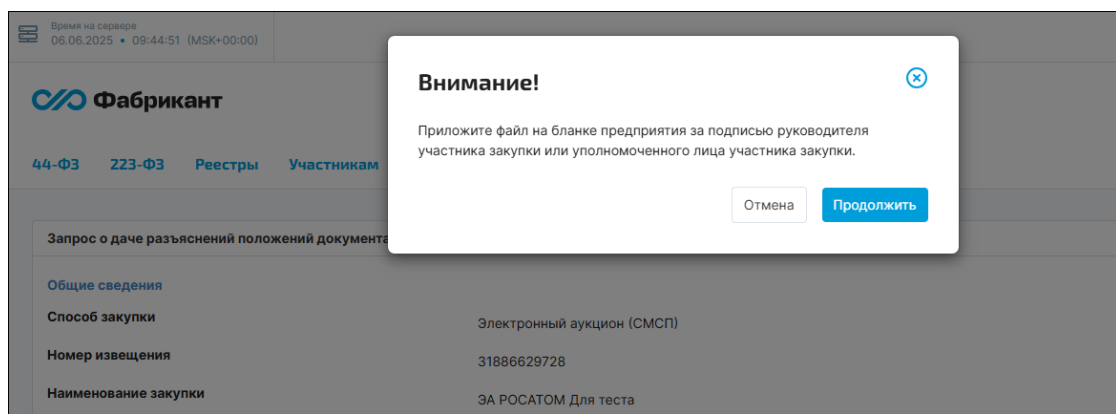 Время на сервере
06.06.2025 • 09:44:51 (MSK+00:00)
Фабрикант
44-ФЗ 223-ФЗ Реестры Участникам
Внимание!
Приложите файл на бланке предприятия за подписью руководителя
участника закупки или уполномоченного лица участника закупки.
Отмена Продолжить
Запрос о даче разъяснений положений документа
Общие сведения
Способ закупки Электронный аукцион (СМСП)
Номер извещения 31886629728
Наименование закупки ЭА РОСАТОМ Для теста